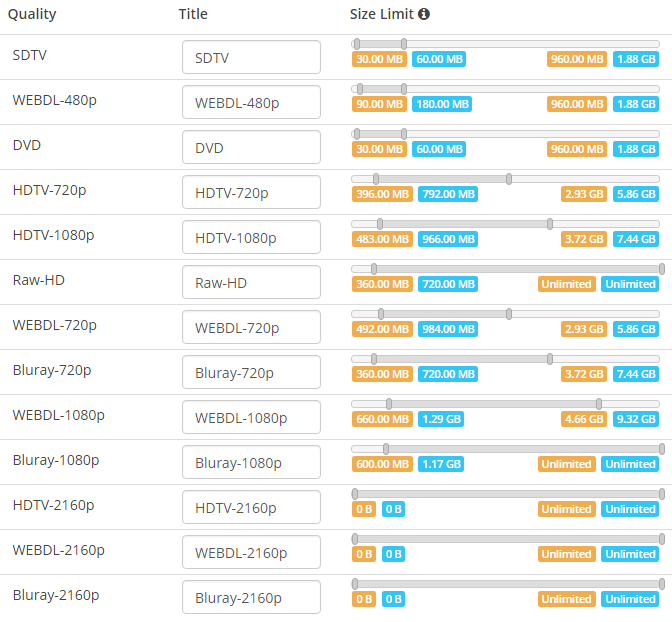 Quality Title Size Limit
SDTV SDTV 30.00 MB 60.00 MB 960.00 MB 1.88 GB
WEBDL-480p WEBDL-480p 90.00 MB 180.00 MB 960.00 MB 1.88 GB
DVD DVD 30.00 MB 60.00 MB 960.00 MB 1.88 GB
HDTV-720p HDTV-720p 396.00 MB 792.00 MB 2.93 GB 5.86 GB
HDTV-1080p HDTV-1080p 483.00 MB 966.00 MB 3.72 GB 7.44 GB
Raw-HD Raw-HD 360.00 MB 720.00 MB Unlimited Unlimited
WEBDL-720p WEBDL-720p 492.00 MB 984.00 MB 2.93 GB 5.86 GB
Bluray-720p Bluray-720p 360.00 MB 720.00 MB 3.72 GB 7.44 GB
WEBDL-1080p WEBDL-1080p 660.00 MB 1.29 GB 4.66 GB 9.32 GB
Bluray-1080p Bluray-1080p 600.00 MB 1.17 GB Unlimited Unlimited
HDTV-2160p HDTV-2160p 0 B 0 B Unlimited Unlimited
WEBDL-2160p WEBDL-2160p 0 B 0 B Unlimited Unlimited
Bluray-2160p Bluray-2160p 0 B 0 B Unlimited Unlimited